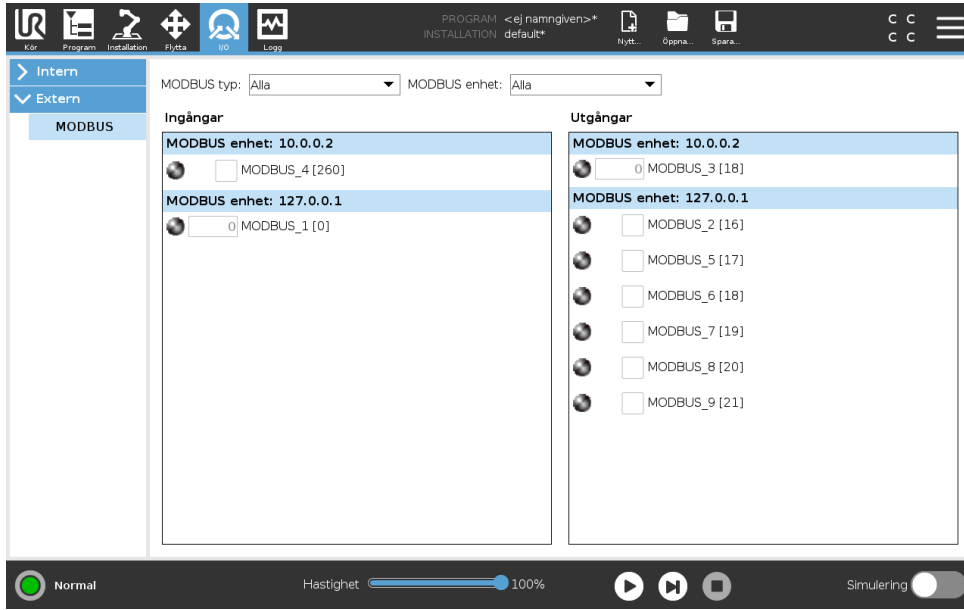 UR
PROGRAM <ej namngiven>*
INSTALLATION default*
C C
C C
Kör Program Installation Flytta I/O Logg Nytt... Öppna... Spara...
Intern
Extern
MODBUS
MODBUS typ: Alla MODBUS enhet: Alla
Ingångar
MODBUS enhet: 10.0.0.2
MODBUS_4 [260]
MODBUS enhet: 127.0.0.1
0 MODBUS_1 [0]
Utgångar
MODBUS enhet: 10.0.0.2
0 MODBUS_3 [18]
MODBUS enhet: 127.0.0.1
MODBUS_2 [16]
MODBUS_5 [17]
MODBUS_6 [18]
MODBUS_7 [19]
MODBUS_8 [20]
MODBUS_9 [21]
Normal Hastighet 100% Simulering